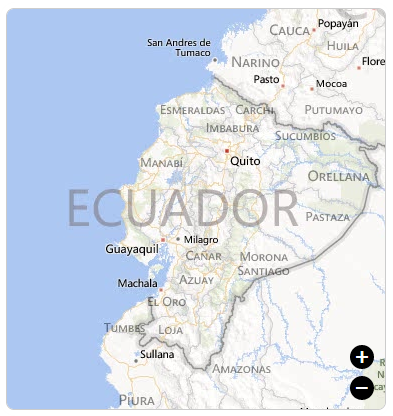 Popayán
CAUCA
San Andres de
Tumaco
HUILA
NARINO
Flore
Pasto
Mocoa
ESMERALDAS
CARCHI
PUTUMAYO
IMBABURA
SUCUMBIOS
MANABÍ
Quito
ORELLANA
ECUADOR
PASTAZA
Guayaquil
Milagro
CAÑAR
MORONA
SANTIAGO
Machala
AZUAY
EL ORO
TUMBES
LOJA
Sullana
AMAZONAS
PIURA
+
−